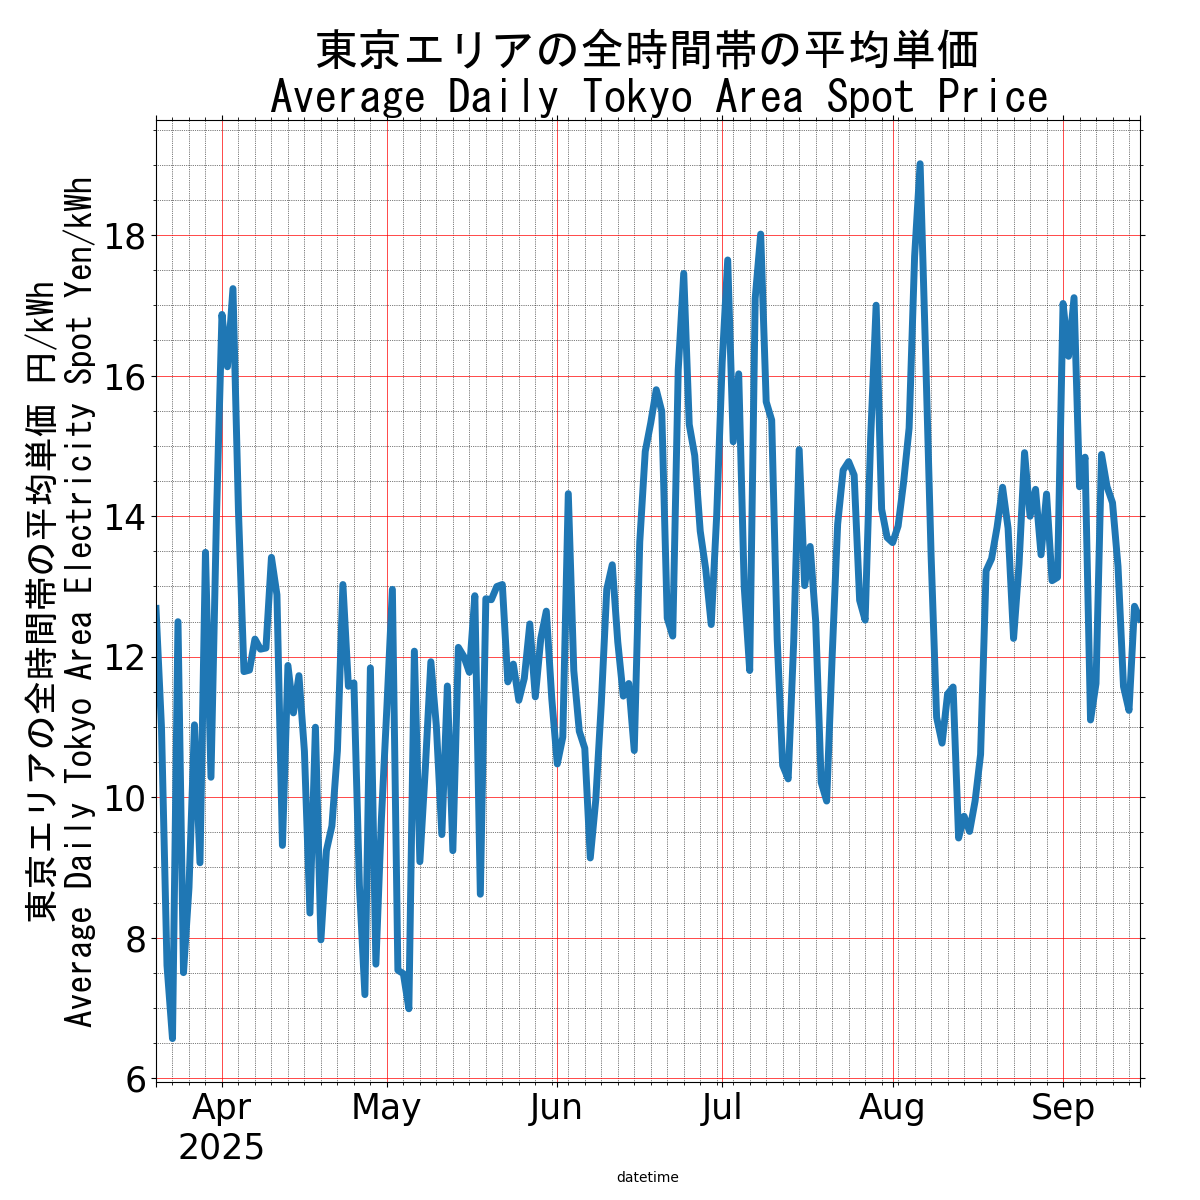 東京エリアの全時間帯の平均単価
Average Daily Tokyo Area Spot Price
東京エリアの全時間帯の平均単価 円/kWh
Average Daily Tokyo Area Electricity Spot Yen/kWh
18
16
14
12
10
8
6
Apr
May
Jun
Jul
Aug
Sep
2025
datetime